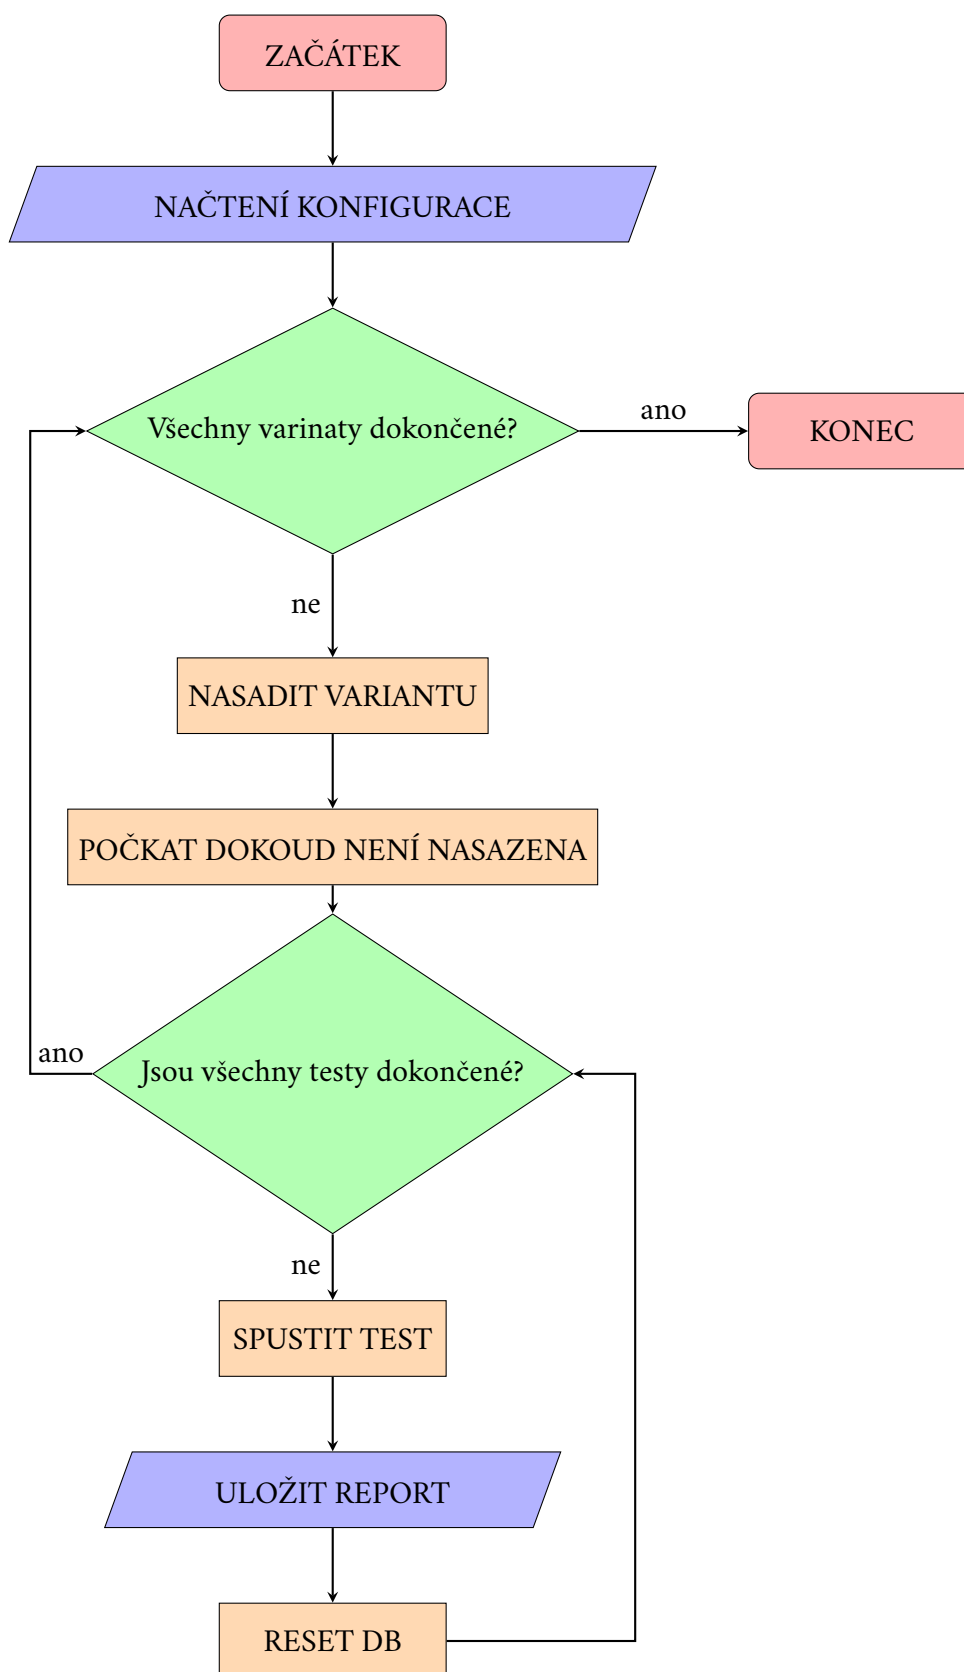 ZAČÁTEK
NAČTENÍ KONFIGURACE
Všechny varinaty dokončené?
ano
KONEC
ne
NASADIT VARIANTU
POČKAT DOKOUD NENÍ NASAZENA
ano
Jsou všechny testy dokončené?
ne
SPUSTIT TEST
ULOŽIT REPORT
RESET DB